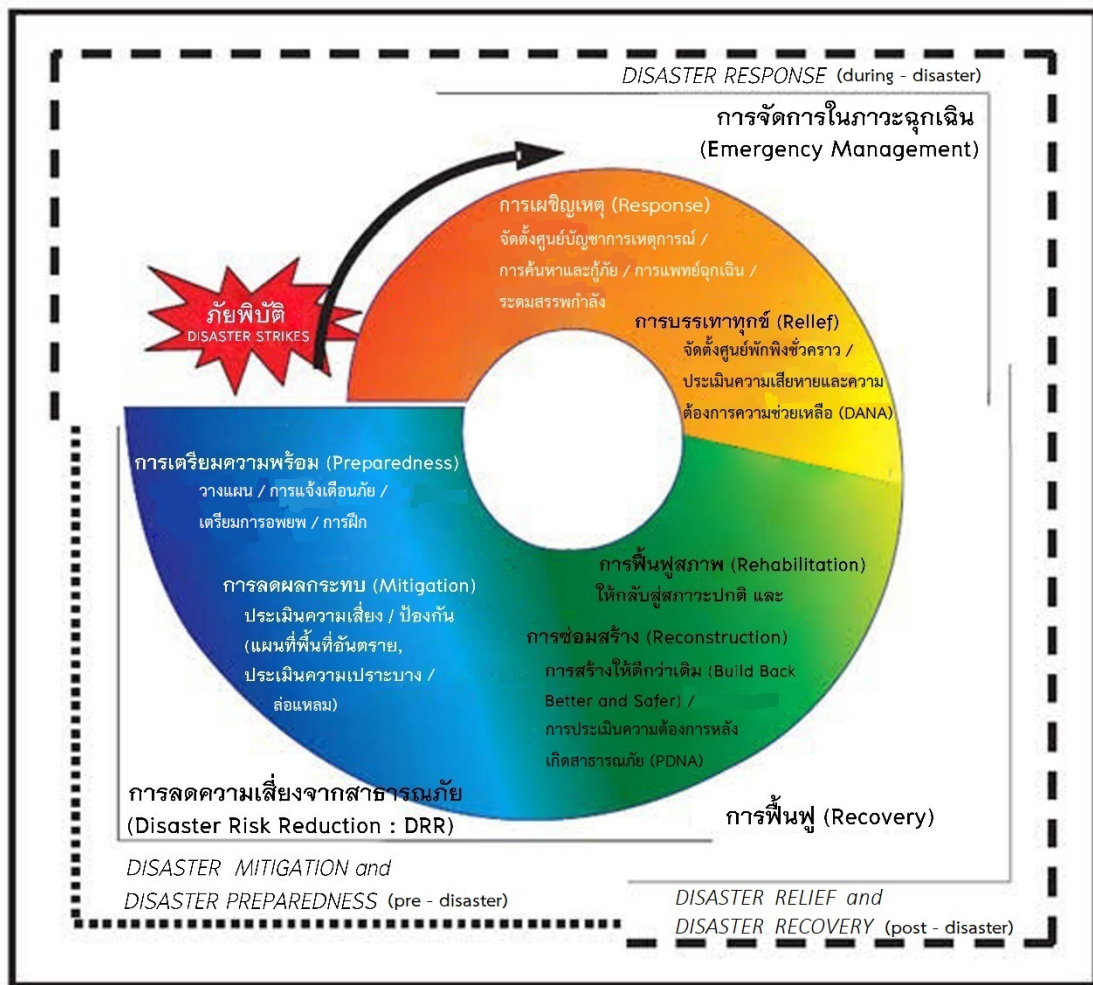 DISASTER RESPONSE (during - disaster)
การจัดการในภาวะฉุกเฉิน
(Emergency Management)
การเผชิญเหตุ (Response)
จัดตั้งศูนย์บัญชาการเหตุการณ์ /
การค้นหาและกู้ภัย / การแพทย์ฉุกเฉิน /
ระดมสรรพกำลัง
ภัยพิบัติ
DISASTER STRIKES
การบรรเทาทุกข์ (Rellef)
จัดตั้งศูนย์พักพิงชั่วคราว /
ประเมินความเสียหายและความ
ต้องการความช่วยเหลือ (DANA)
การเตรียมความพร้อม (Preparedness)
วางแผน / การแจ้งเตือนภัย /
เตรียมการอพยพ / การฝึก
การลดผลกระทบ (Mitigation)
ประเมินความเสี่ยง / ป้องกัน
(แผนที่พื้นที่อันตราย,
ประเมินความเปราะบาง /
ล่อแหลม)
การฟื้นฟูสภาพ (Rehabilitation)
ให้กลับสู่สภาวะปกติ และ
การซ่อมสร้าง (Reconstruction)
การสร้างให้ดีกว่าเดิม (Build Back
Better and Safer) /
การประเมินความต้องการหลัง
เกิดสาธารณภัย (PDNA)
การลดความเสี่ยงจากสาธารณภัย
(Disaster Risk Reduction : DRR)
การฟื้นฟู (Recovery)
DISASTER MITIGATION and
DISASTER PREPAREDNESS (pre - disaster)
DISASTER RELIEF and
DISASTER RECOVERY (post - disaster)